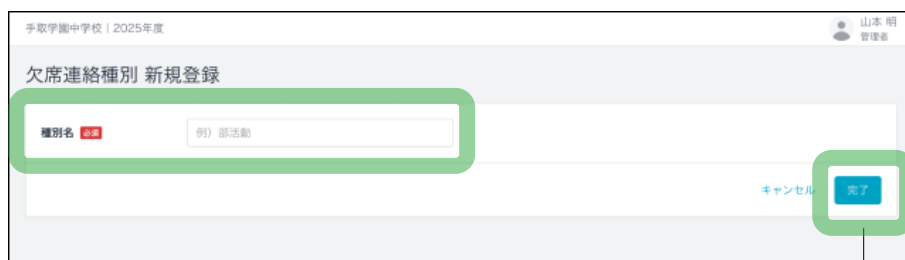 手取学園中学校 | 2025年度
山本 明
管理者
欠席連絡種別 新規登録
種別名 必須
例）部活動
キャンセル 完了